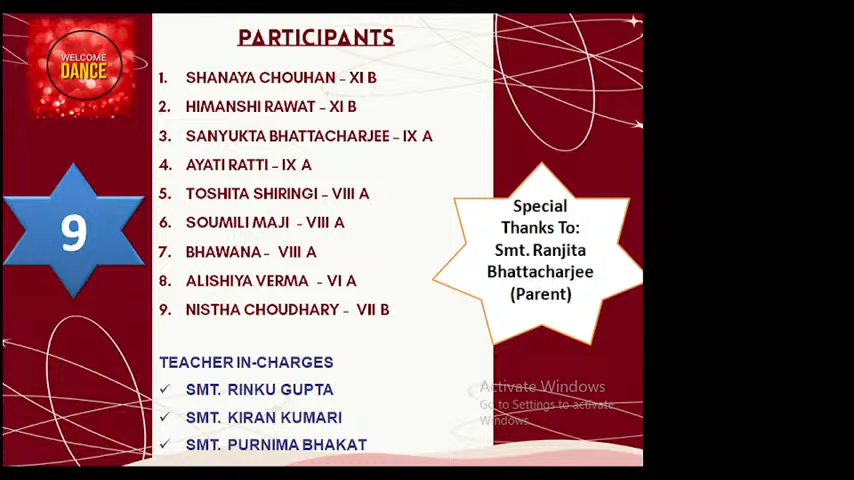 WELCOME
DANCE
9
PARTICIPANTS
1. SHANAYA CHOUHAN – XI B
2. HIMANSHI RAWAT – XI B
3. SANYUKTA BHATTACHARJEE – IX A
4. AYATI RATTI – IX A
5. TOSHITA SHIRINGI – VIII A
6. SOUMILI MAJI – VIII A
7. BHAWANA – VIII A
8. ALISHIYA VERMA – VI A
9. NISTHA CHOUDHARY – VII B
TEACHER IN-CHARGES
✓ SMT. RINKU GUPTA
✓ SMT. KIRAN KUMARI
✓ SMT. PURNIMA BHAKAT
Special
Thanks To:
Smt. Ranjita
Bhattacharjee
(Parent)
Activate Windows
Go to Settings to activate
Windows.